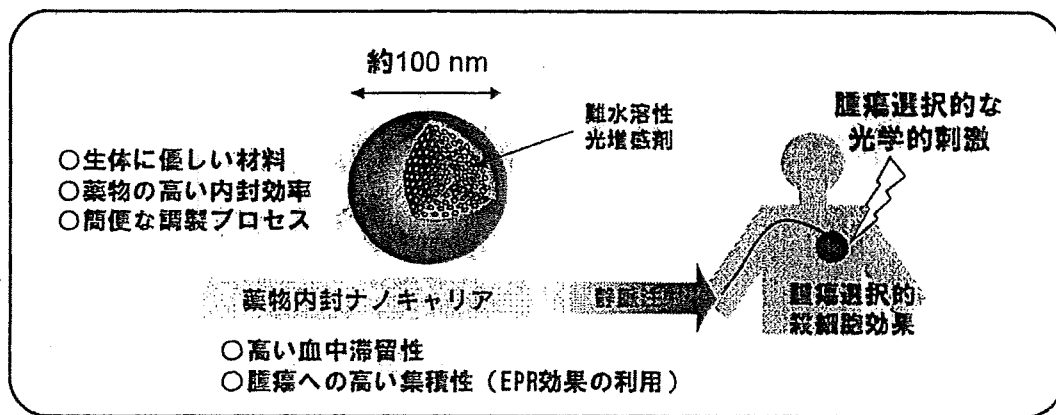 約100 nm
難水溶性
光増感剤
腫瘍選択的な
光学的刺激
○生体に優しい材料
○薬物の高い内封効率
○簡便な調製プロセス
薬物内封ナノキャリア
静脈注射
腫瘍選択的
殺細胞効果
○高い血中滞留性
○腫瘍への高い集積性（EPR効果の利用）